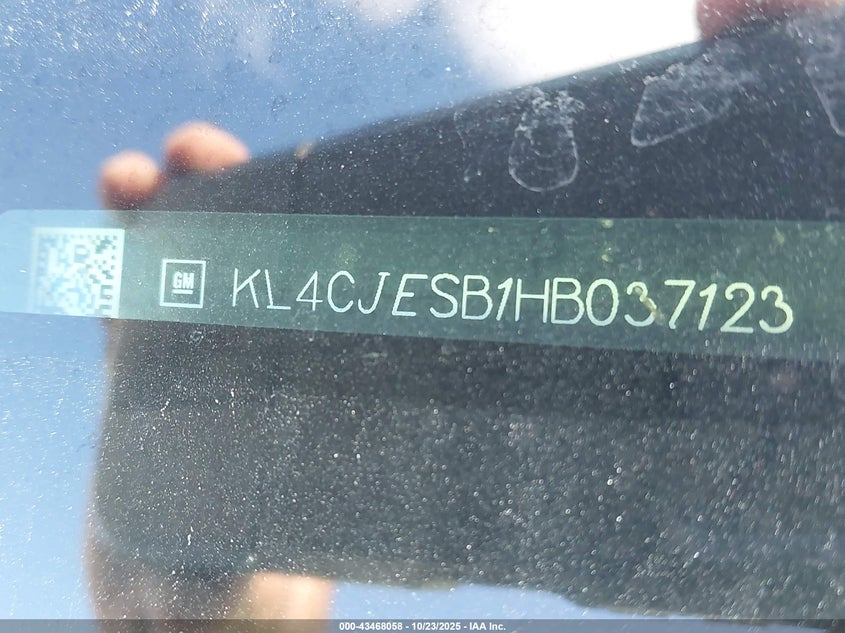 GM KL4CJESB1HB037123
000-43468058 - 10/23/2025 - IAA Inc.